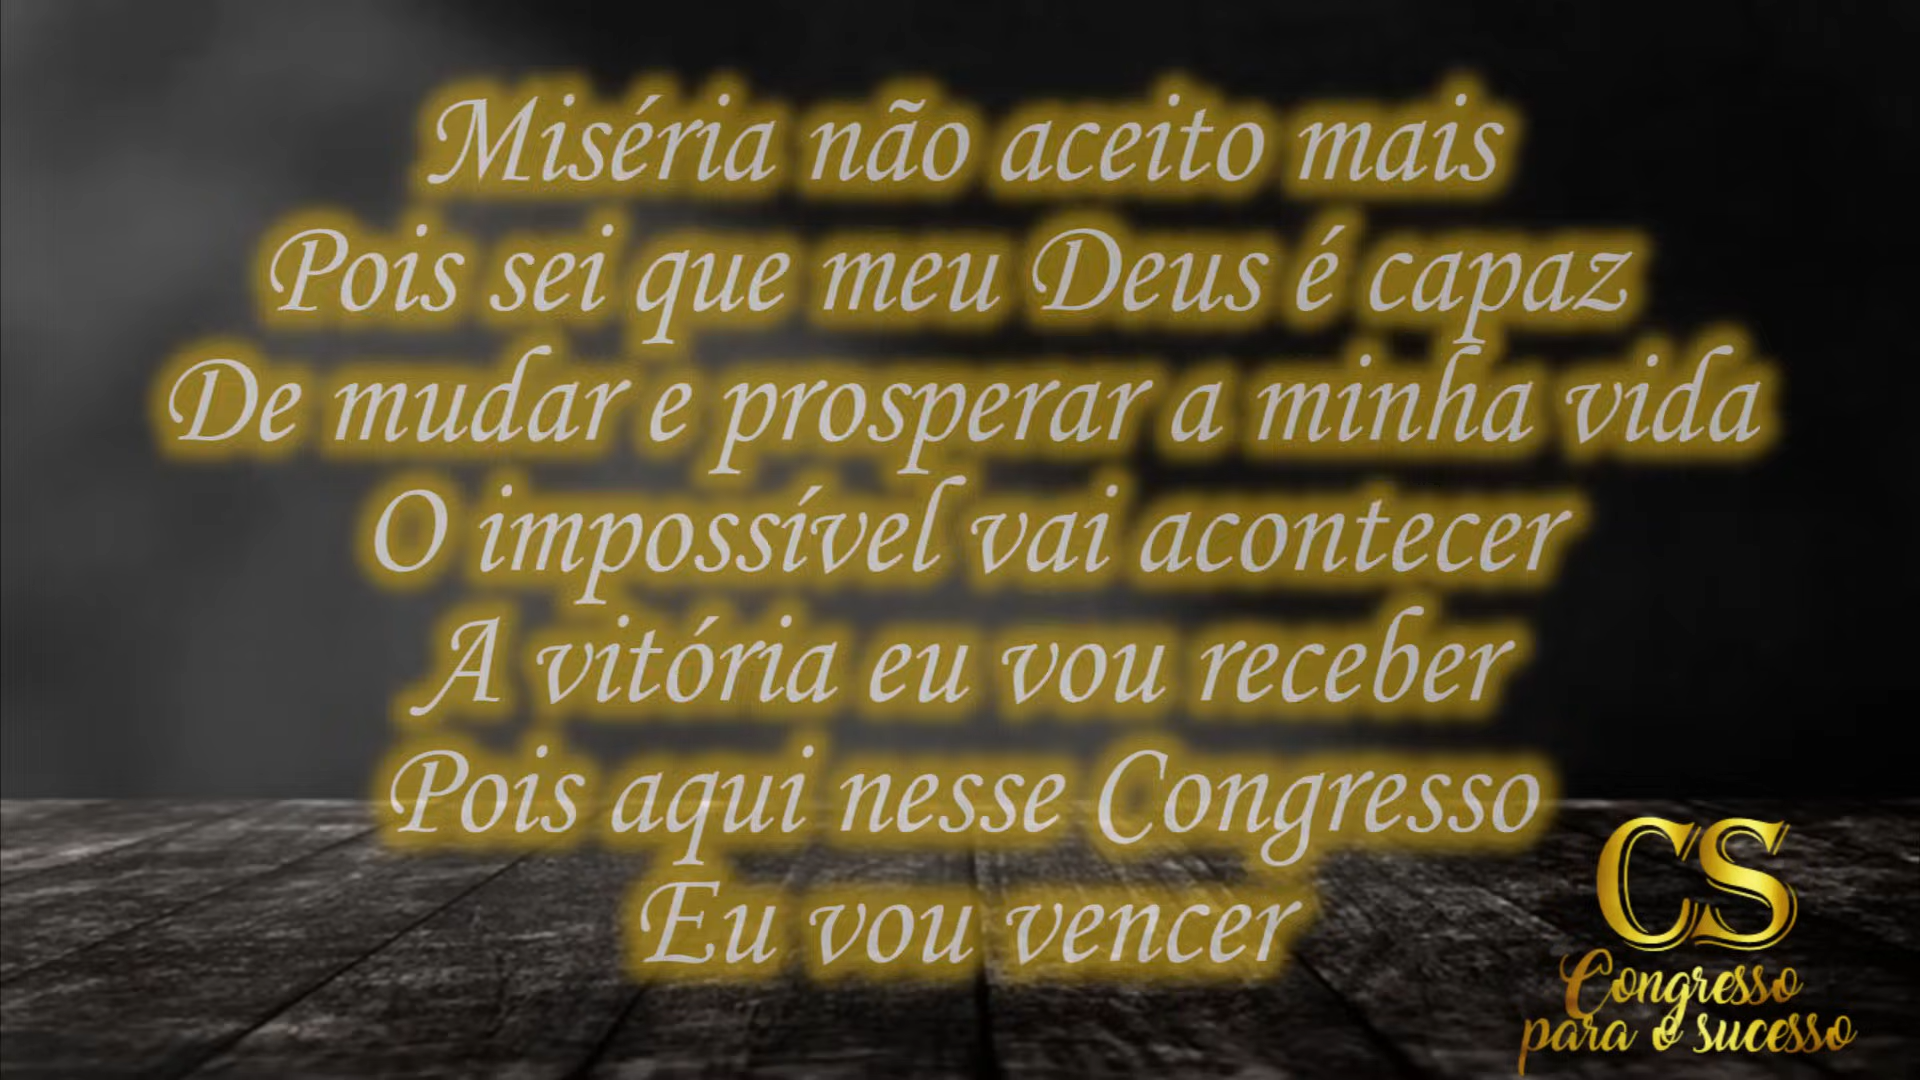 Miséria não aceito mais
Pois sei que meu Deus é capaz
De mudar e prosperar a minha vida
O impossível vai acontecer
A vitória eu vou receber
Pois aqui nesse Congresso
Eu vou vencer
CS
Congresso
para o sucesso